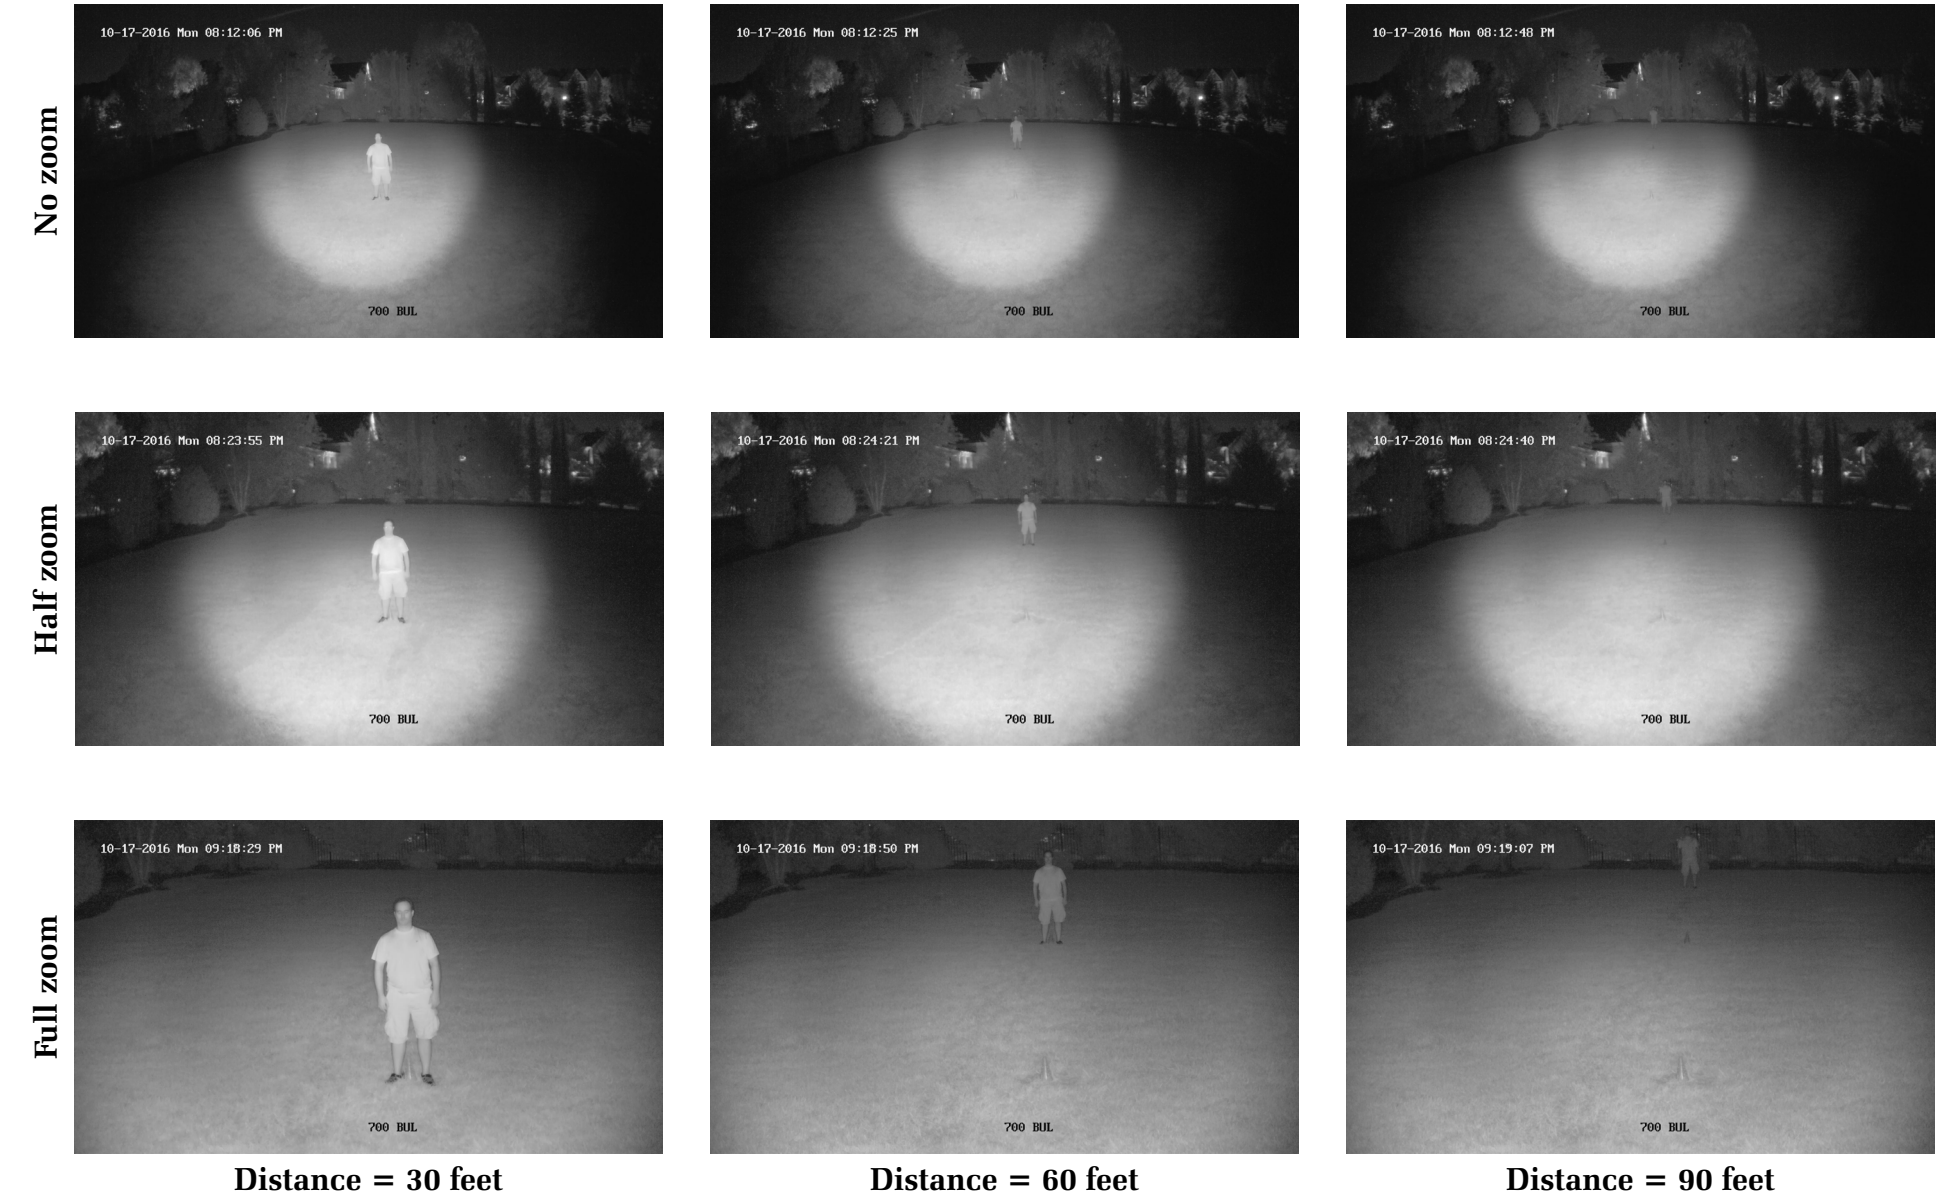 10-17-2016 Mon 08:12:06 PM
10-17-2016 Mon 08:12:25 PM
10-17-2016 Mon 08:12:48 PM
No zoom
700 BUL
700 BUL
700 BUL
10-17-2016 Mon 08:23:55 PM
10-17-2016 Mon 08:24:21 PM
10-17-2016 Mon 08:24:40 PM
Half zoom
700 BUL
700 BUL
700 BUL
10-17-2016 Mon 09:18:29 PM
10-17-2016 Mon 09:18:50 PM
10-17-2016 Mon 09:19:07 PM
Full zoom
700 BUL
700 BUL
700 BUL
Distance = 30 feet
Distance = 60 feet
Distance = 90 feet